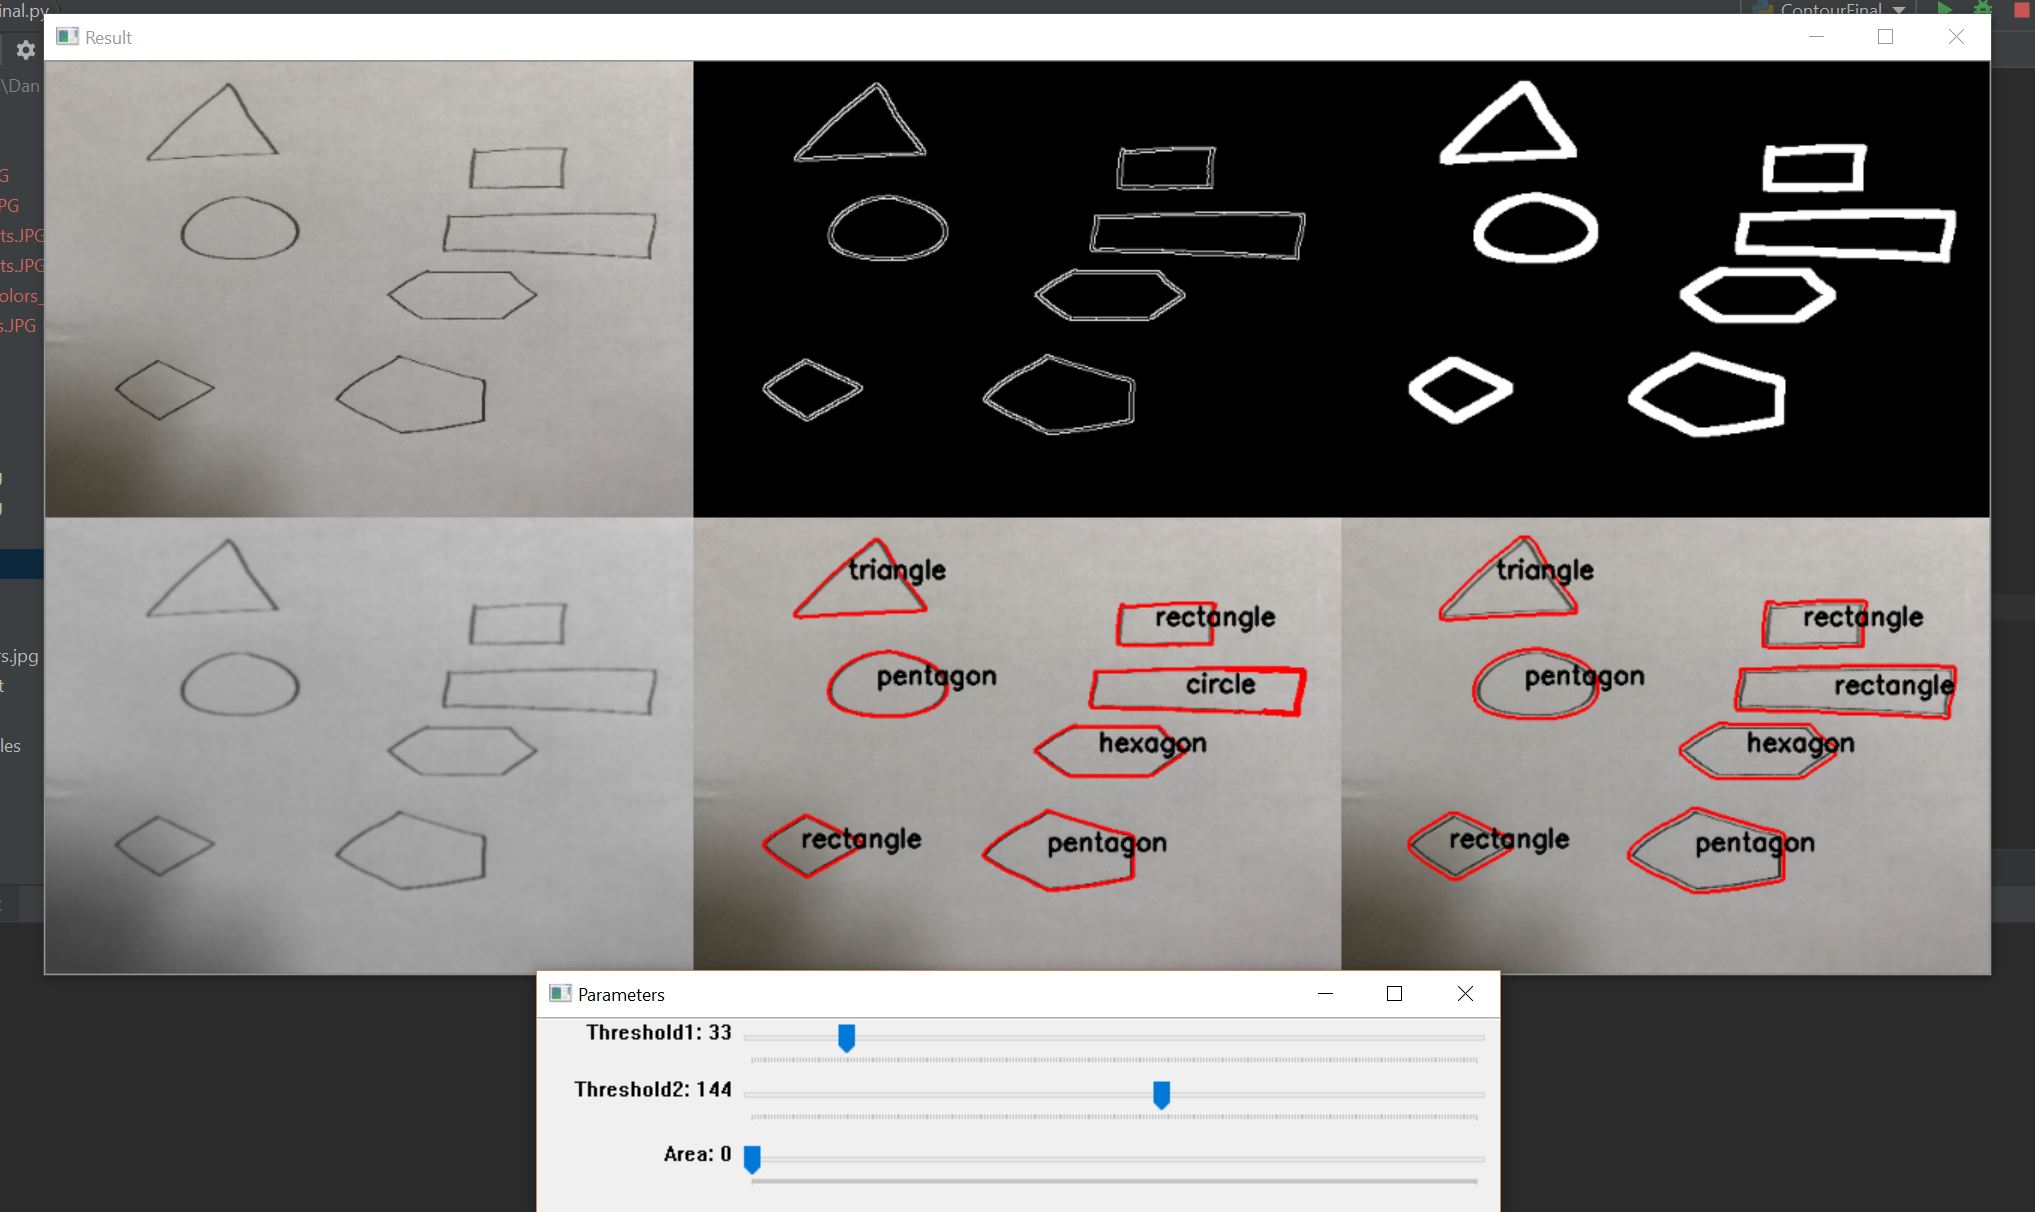 inal.py
ContourFinal
Result
\Dan
G
PG
ts.JPG
ts.JPG
olors_
s.JPG
triangle
rectangle
pentagon
circle
hexagon
rectangle
pentagon
triangle
rectangle
pentagon
rectangle
hexagon
rectangle
pentagon
s.jpg
t
les
Parameters
Threshold1: 33
Threshold2: 144
Area: 0